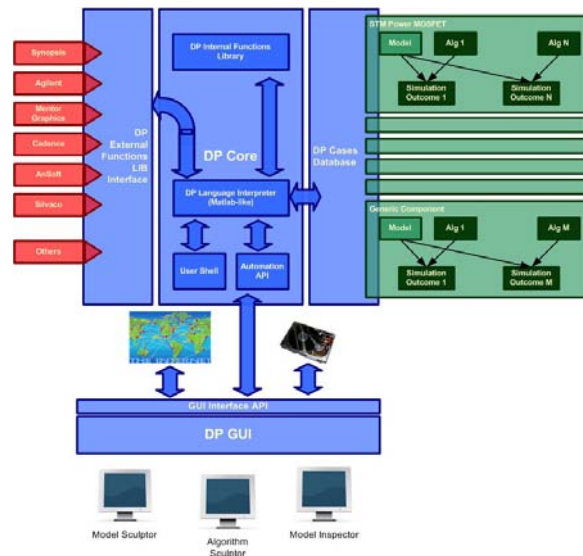 STM Power MOSFET
Model
Alg 1
Alg N
Simulation
Outcome 1
Simulation
Outcome N
Synopsis
Agilent
Mentor
Graphics
Cadence
AnSoft
Silvaco
Others
DP
External
Functions
LIB
Interface
DP Internal Functions
Library
DP Core
DP Language Interpreter
(Matlab-like)
User Shell
Automation
API
DP Cases
Database
Generic Component
Model
Alg 1
Alg M
Simulation
Outcome 1
Simulation
Outcome M
THE INTERNET
GUI Interface API
DP GUI
Model Sculptor
Algorithm
Sculptor
Model Inspector